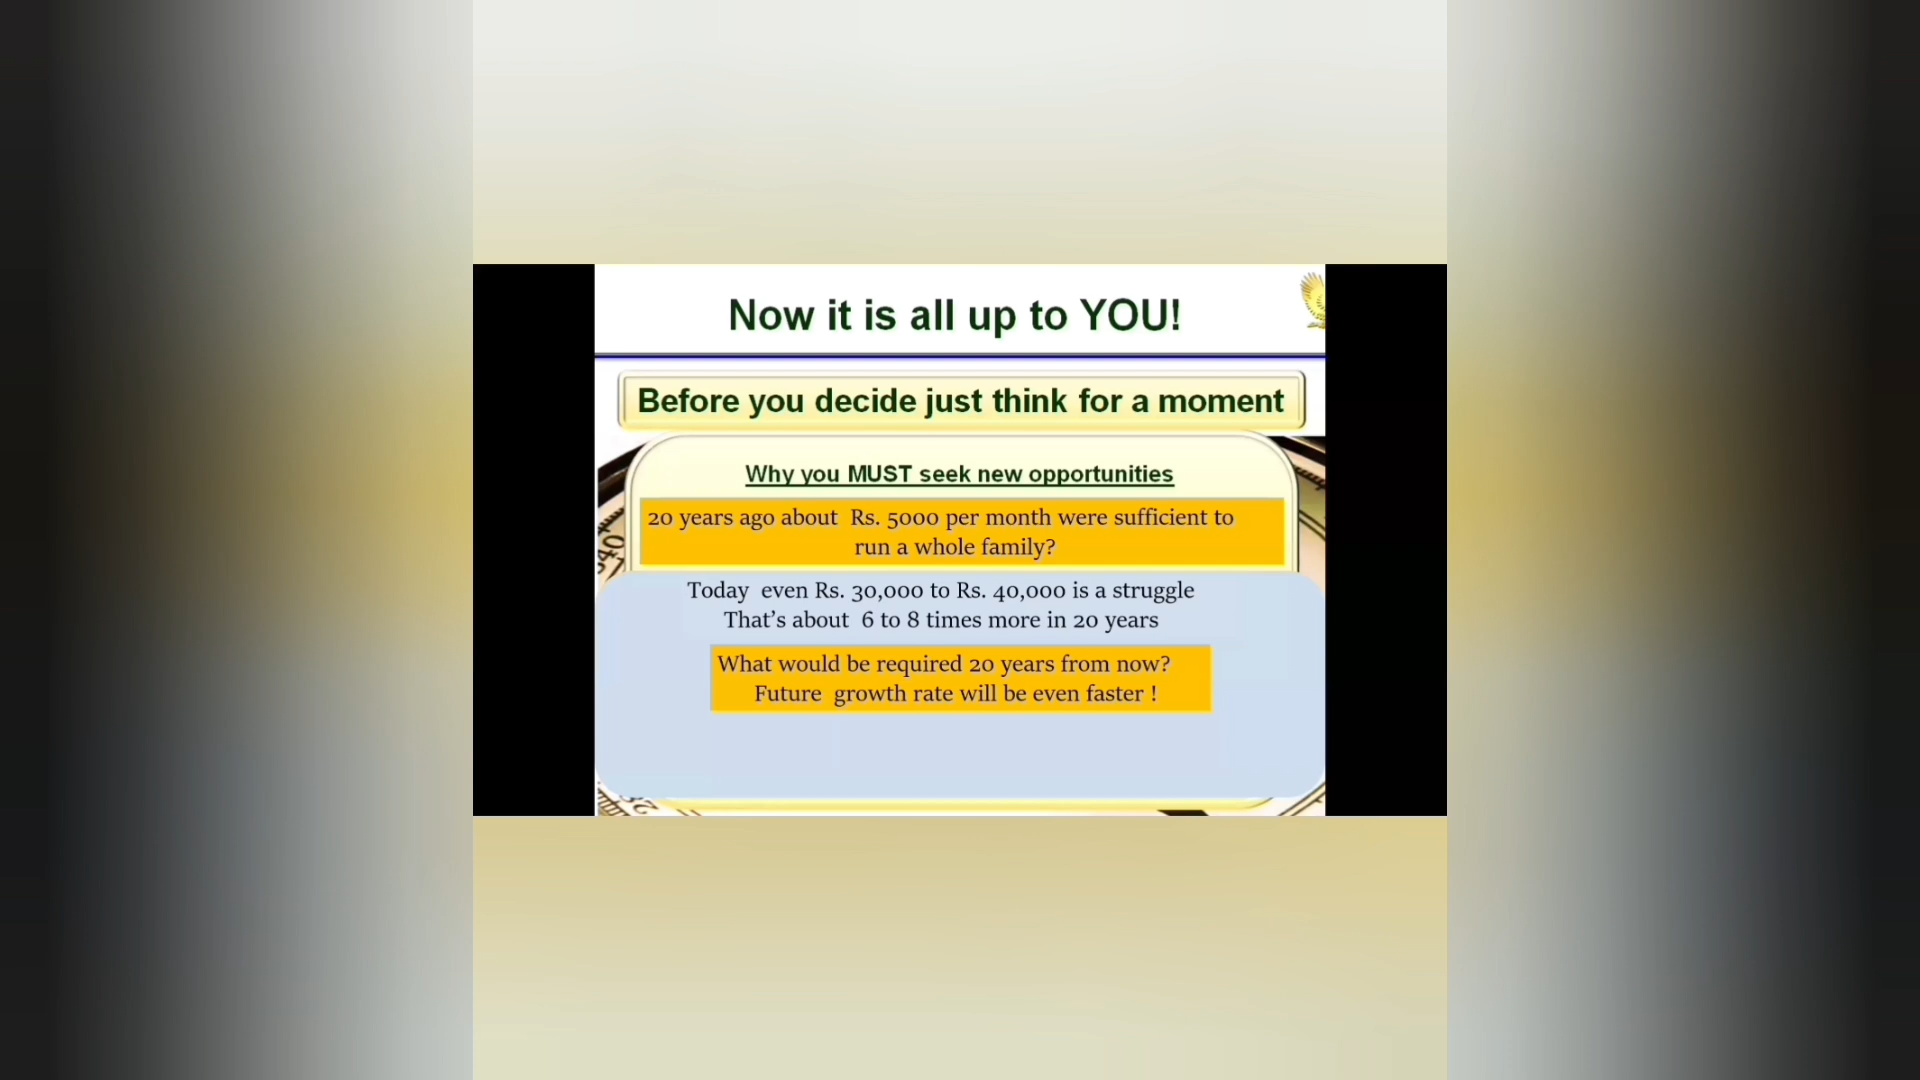 Now it is all up to YOU!
Before you decide just think for a moment
Why you MUST seek new opportunities
20 years ago about Rs. 5000 per month were sufficient to
run a whole family?
Today even Rs. 30,000 to Rs. 40,000 is a struggle
That's about 6 to 8 times more in 20 years
What would be required 20 years from now?
Future growth rate will be even faster !